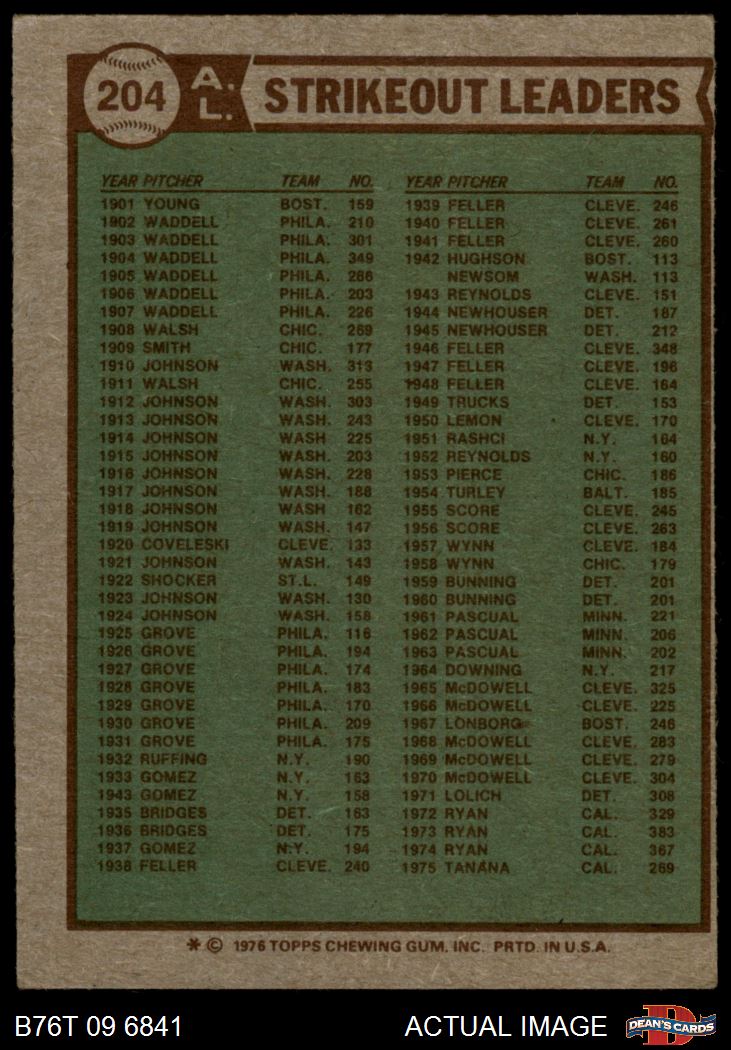 204
A.L.
STRIKEOUT LEADERS
YEAR PITCHER TEAM NO.
1901 YOUNG BOST. 159
1902 WADDELL PHILA. 210
1903 WADDELL PHILA. 301
1904 WADDELL PHILA. 349
1905 WADDELL PHILA. 286
1906 WADDELL PHILA. 203
1907 WADDELL PHILA. 226
1908 WALSH CHIC. 269
1909 SMITH CHIC. 177
1910 JOHNSON WASH. 313
1911 WALSH CHIC. 255
1912 JOHNSON WASH. 303
1913 JOHNSON WASH. 243
1914 JOHNSON WASH 225
1915 JOHNSON WASH. 203
1916 JOHNSON WASH. 228
1917 JOHNSON WASH. 188
1918 JOHNSON WASH 162
1919 JOHNSON WASH. 147
1920 COVELESKI CLEVE. 133
1921 JOHNSON WASH. 143
1922 SHOCKER ST.L. 149
1923 JOHNSON WASH. 130
1924 JOHNSON WASH. 158
1925 GROVE PHILA. 116
1926 GROVE PHILA. 194
1927 GROVE PHILA. 174
1928 GROVE PHILA. 183
1929 GROVE PHILA. 170
1930 GROVE PHILA. 209
1931 GROVE PHILA. 175
1932 RUFFING N.Y. 190
1933 GOMEZ N.Y. 163
1943 GOMEZ N.Y. 158
1935 BRIDGES DET. 163
1936 BRIDGES DET. 175
1937 GOMEZ N.Y. 194
1938 FELLER CLEVE. 240
YEAR PITCHER TEAM NO.
1939 FELLER CLEVE. 246
1940 FELLER CLEVE. 261
1941 FELLER CLEVE. 260
1942 HUGHSON BOST. 113
NEWSOM WASH. 113
1943 REYNOLDS CLEVE. 151
1944 NEWHOUSER DET. 187
1945 NEWHOUSER DET. 212
1946 FELLER CLEVE. 348
1947 FELLER CLEVE. 196
1948 FELLER CLEVE. 164
1949 TRUCKS DET. 153
1950 LEMON CLEVE. 170
1951 RASHCI N.Y. 164
1952 REYNOLDS N.Y. 160
1953 PIERCE CHIC. 186
1954 TURLEY BALT. 185
1955 SCORE CLEVE. 245
1956 SCORE CLEVE. 263
1957 WYNN CLEVE. 184
1958 WYNN CHIC. 179
1959 BUNNING DET. 201
1960 BUNNING DET. 201
1961 PASCUAL MINN. 221
1962 PASCUAL MINN. 206
1963 PASCUAL MINN. 202
1964 DOWNING N.Y. 217
1965 McDOWELL CLEVE. 325
1966 McDOWELL CLEVE. 225
1967 LONBORG BOST. 246
1968 McDOWELL CLEVE. 283
1969 McDOWELL CLEVE. 279
1970 McDOWELL CLEVE. 304
1971 LOLICH DET. 308
1972 RYAN CAL. 329
1973 RYAN CAL. 383
1974 RYAN CAL. 367
1975 TANANA CAL. 269
* © 1976 TOPPS CHEWING GUM, INC. PRTD. IN U.S.A.
B76T 09 6841
ACTUAL IMAGE
D
DEAN'S CARDS